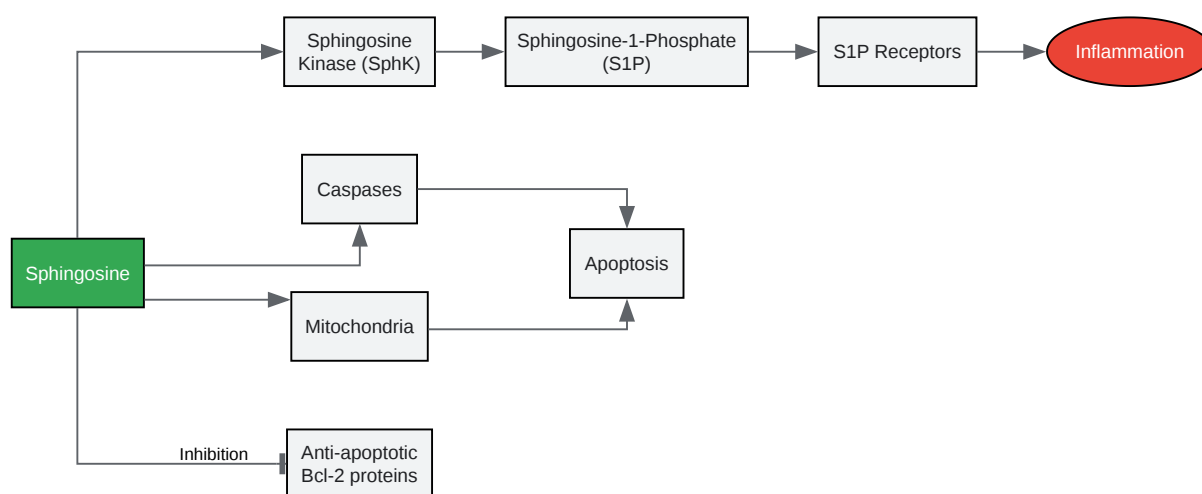 Sphingosine
Kinase (SphK)
Sphingosine-1-Phosphate
(S1P)
S1P Receptors
Inflammation
Caspases
Sphingosine
Apoptosis
Mitochondria
Inhibition
Anti-apoptotic
Bcl-2 proteins